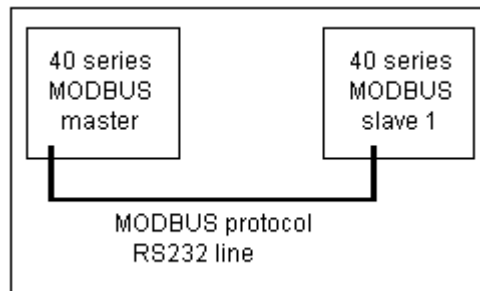 40 series
MODBUS
master
40 series
MODBUS
slave 1
MODBUS protocol
RS232 line